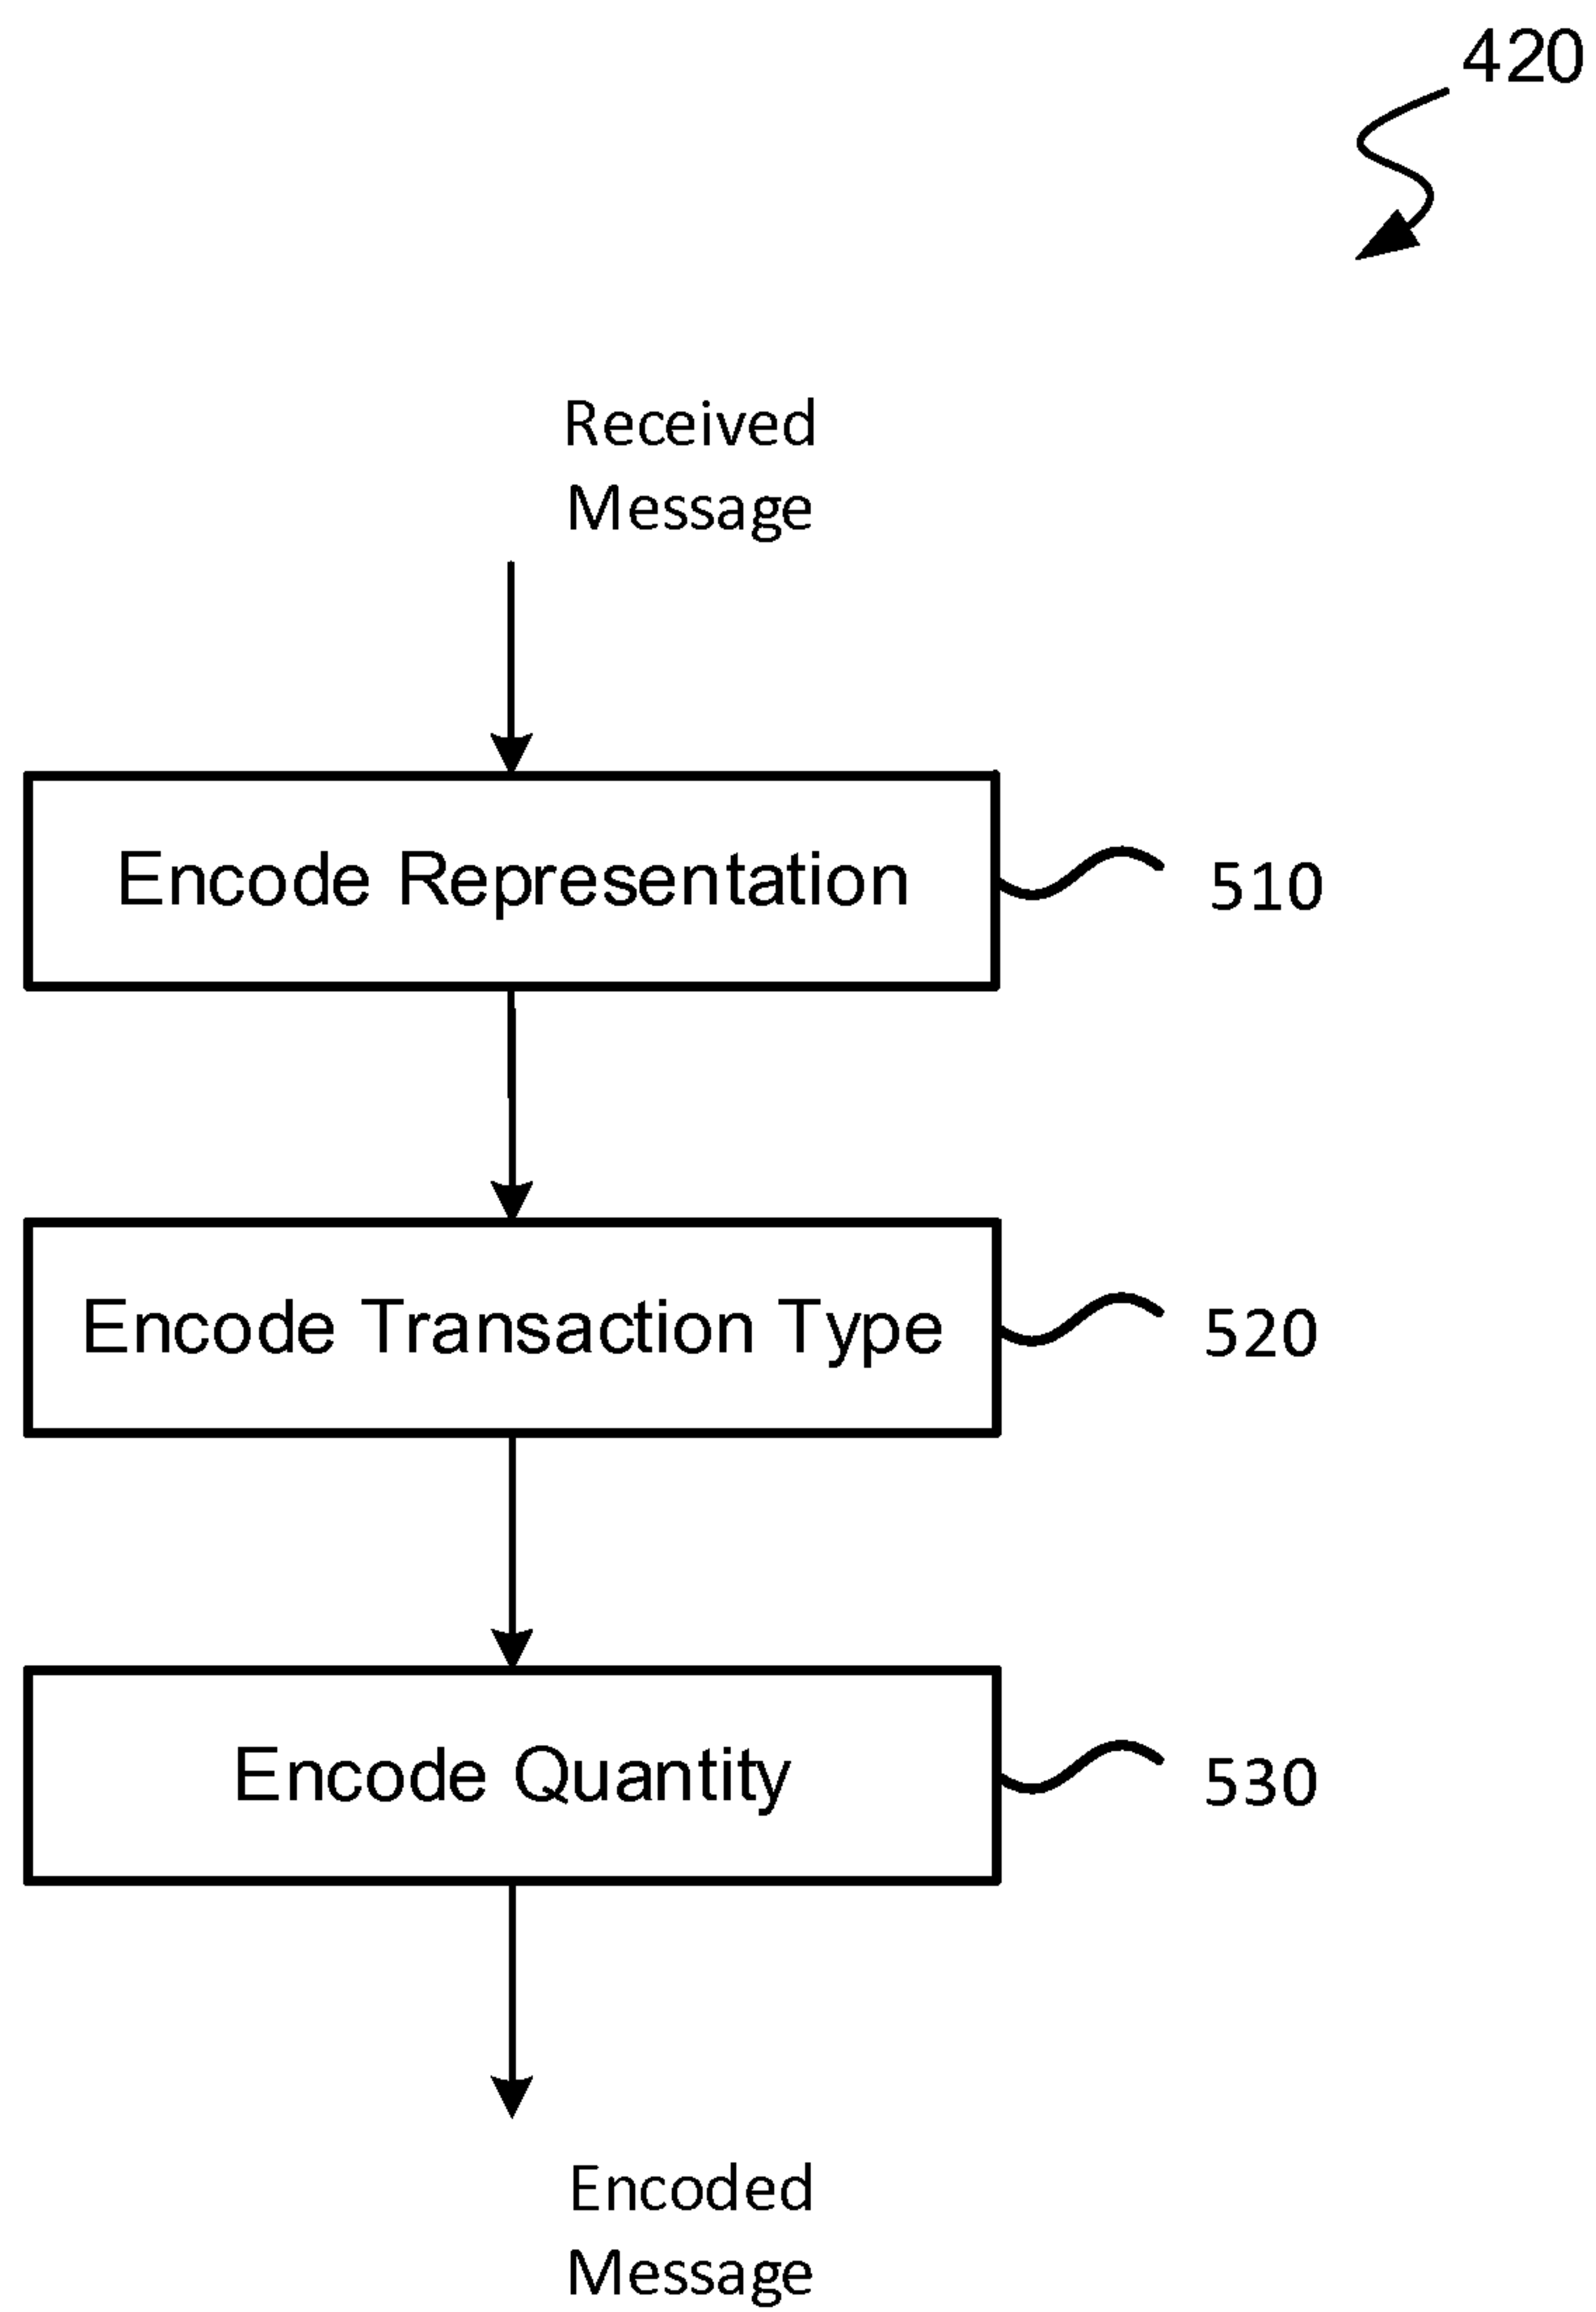 420
Received
Message
Encode Representation
510
Encode Transaction Type
520
Encode Quantity
530
Encoded
Message